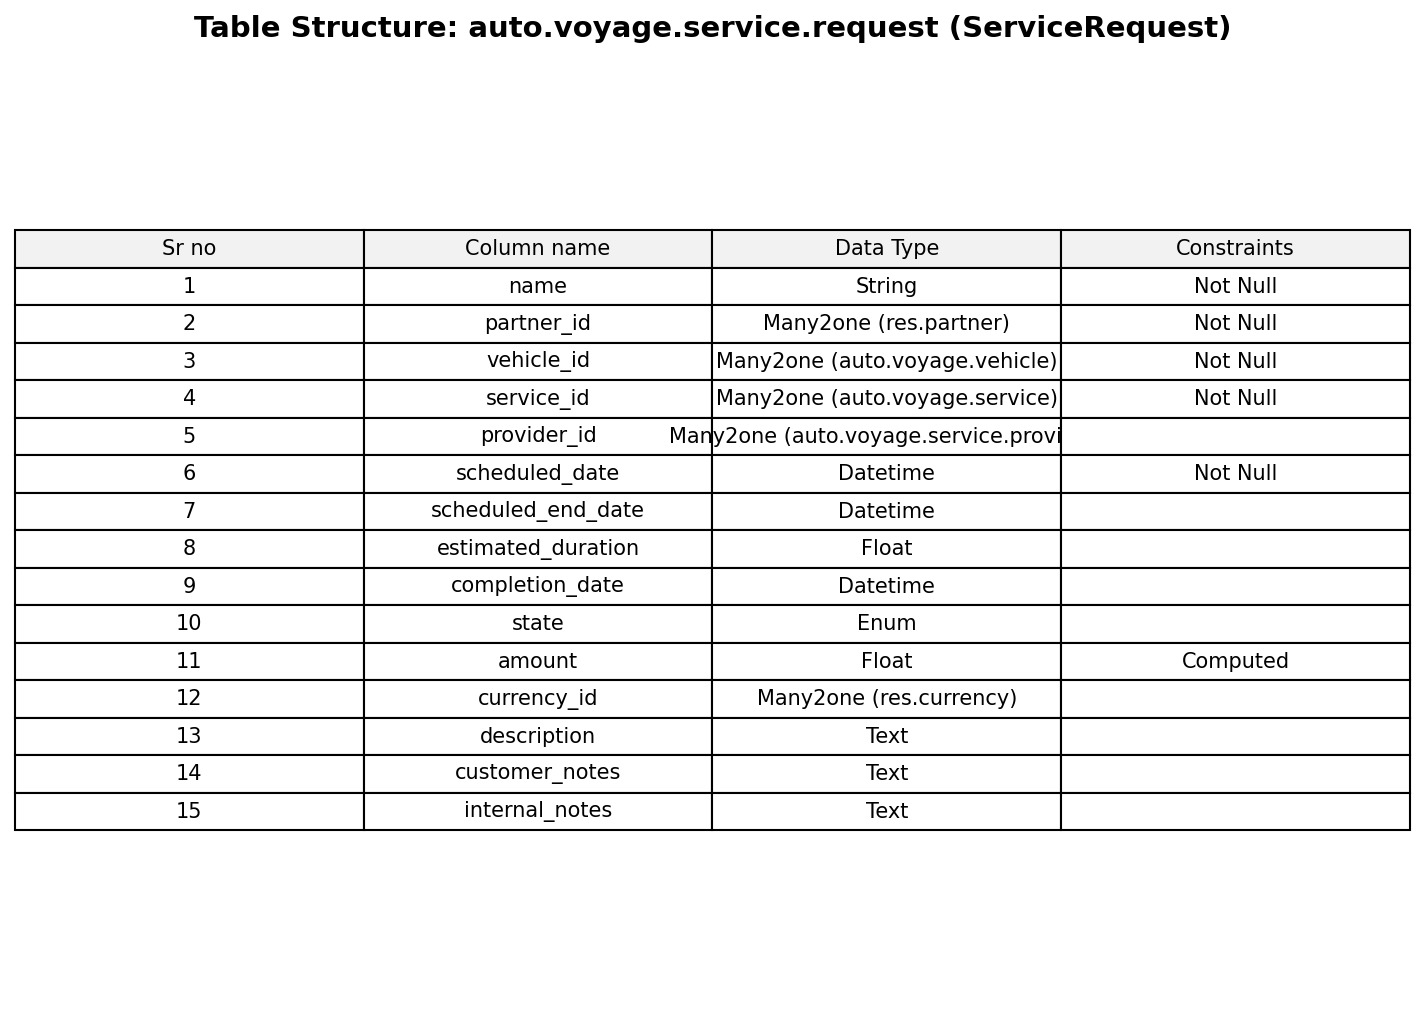 Table Structure: auto.voyage.service.request (ServiceRequest)
Sr no Column name Data Type Constraints
1 name String Not Null
2 partner_id Many2one (res.partner) Not Null
3 vehicle_id Many2one (auto.voyage.vehicle) Not Null
4 service_id Many2one (auto.voyage.service) Not Null
5 provider_id Many2one (auto.voyage.service.provi
6 scheduled_date Datetime Not Null
7 scheduled_end_date Datetime
8 estimated_duration Float
9 completion_date Datetime
10 state Enum
11 amount Float Computed
12 currency_id Many2one (res.currency)
13 description Text
14 customer_notes Text
15 internal_notes Text